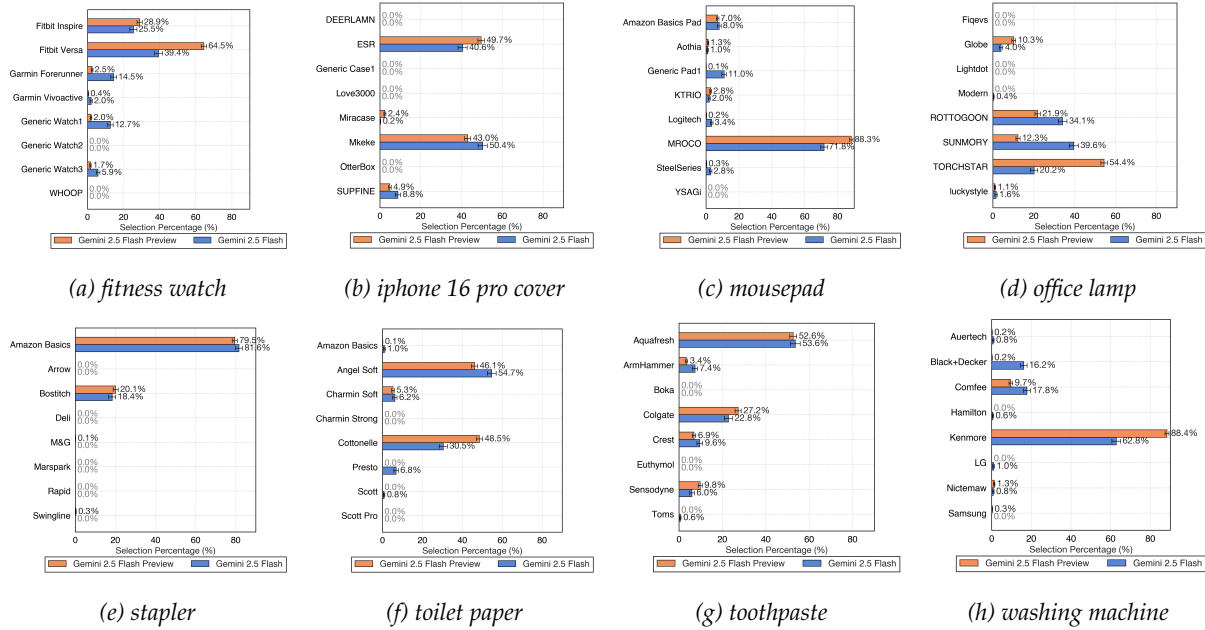 Fitbit Inspire
28.9%
25.5%
Fitbit Versa
64.5%
39.4%
Garmin Forerunner
2.5%
14.5%
Garmin Vivoactive
0.4%
2.0%
Generic Watch1
2.0%
12.7%
Generic Watch2
0.0%
0.0%
Generic Watch3
1.7%
5.9%
WHOOP
0.0%
0.0%
0 20 40 60 80
Selection Percentage (%)
Gemini 2.5 Flash Preview Gemini 2.5 Flash
(a) fitness watch
DEERLAMN
0.0%
0.0%
ESR
49.7%
40.6%
Generic Case1
0.0%
0.0%
Love3000
0.0%
0.0%
Miracase
2.4%
0.2%
Mkeke
43.0%
50.4%
OtterBox
0.0%
0.0%
SUPFINE
4.9%
8.8%
0 20 40 60 80
Selection Percentage (%)
Gemini 2.5 Flash Preview Gemini 2.5 Flash
(b) iphone 16 pro cover
Amazon Basics Pad
7.0%
8.0%
Aothia
1.3%
1.0%
Generic Pad1
0.1%
11.0%
KTRIO
2.8%
2.0%
Logitech
0.2%
3.4%
MROCO
88.3%
71.8%
SteelSeries
0.3%
2.8%
YSAGi
0.0%
0.0%
0 20 40 60 80
Selection Percentage (%)
Gemini 2.5 Flash Preview Gemini 2.5 Flash
(c) mousepad
Fiqevs
0.0%
0.0%
Globe
10.3%
4.0%
Lightdot
0.0%
0.0%
Modern
0.0%
0.4%
ROTTOGOON
21.9%
34.1%
SUNMORY
12.3%
39.6%
TORCHSTAR
54.4%
20.2%
luckystyle
1.1%
1.6%
0 20 40 60 80
Selection Percentage (%)
Gemini 2.5 Flash Preview Gemini 2.5 Flash
(d) office lamp
Amazon Basics
79.5%
81.6%
Arrow
0.0%
0.0%
Bostitch
20.1%
18.4%
Deli
0.0%
0.0%
M&G
0.1%
0.0%
Marspark
0.0%
0.0%
Rapid
0.0%
0.0%
Swingline
0.3%
0.0%
0 20 40 60 80
Selection Percentage (%)
Gemini 2.5 Flash Preview Gemini 2.5 Flash
(e) stapler
Amazon Basics
0.1%
1.0%
Angel Soft
46.1%
54.7%
Charmin Soft
5.3%
6.2%
Charmin Strong
0.0%
0.0%
Cottonelle
48.5%
30.5%
Presto
0.0%
6.8%
Scott
0.0%
0.8%
Scott Pro
0.0%
0.0%
0 20 40 60 80
Selection Percentage (%)
Gemini 2.5 Flash Preview Gemini 2.5 Flash
(f) toilet paper
Aquafresh
52.6%
53.6%
ArmHammer
3.4%
7.4%
Boka
0.0%
0.0%
Colgate
27.2%
22.8%
Crest
6.9%
9.6%
Euthymol
0.0%
0.0%
Sensodyne
9.8%
6.0%
Toms
0.0%
0.6%
0 20 40 60 80
Selection Percentage (%)
Gemini 2.5 Flash Preview Gemini 2.5 Flash
(g) toothpaste
Auertech
0.2%
0.8%
Black+Decker
0.2%
16.2%
Comfee
9.7%
17.8%
Hamilton
0.0%
0.6%
Kenmore
88.4%
62.8%
LG
0.0%
1.0%
Nictemaw
1.3%
0.8%
Samsung
0.3%
0.0%
0 20 40 60 80
Selection Percentage (%)
Gemini 2.5 Flash Preview Gemini 2.5 Flash
(h) washing machine